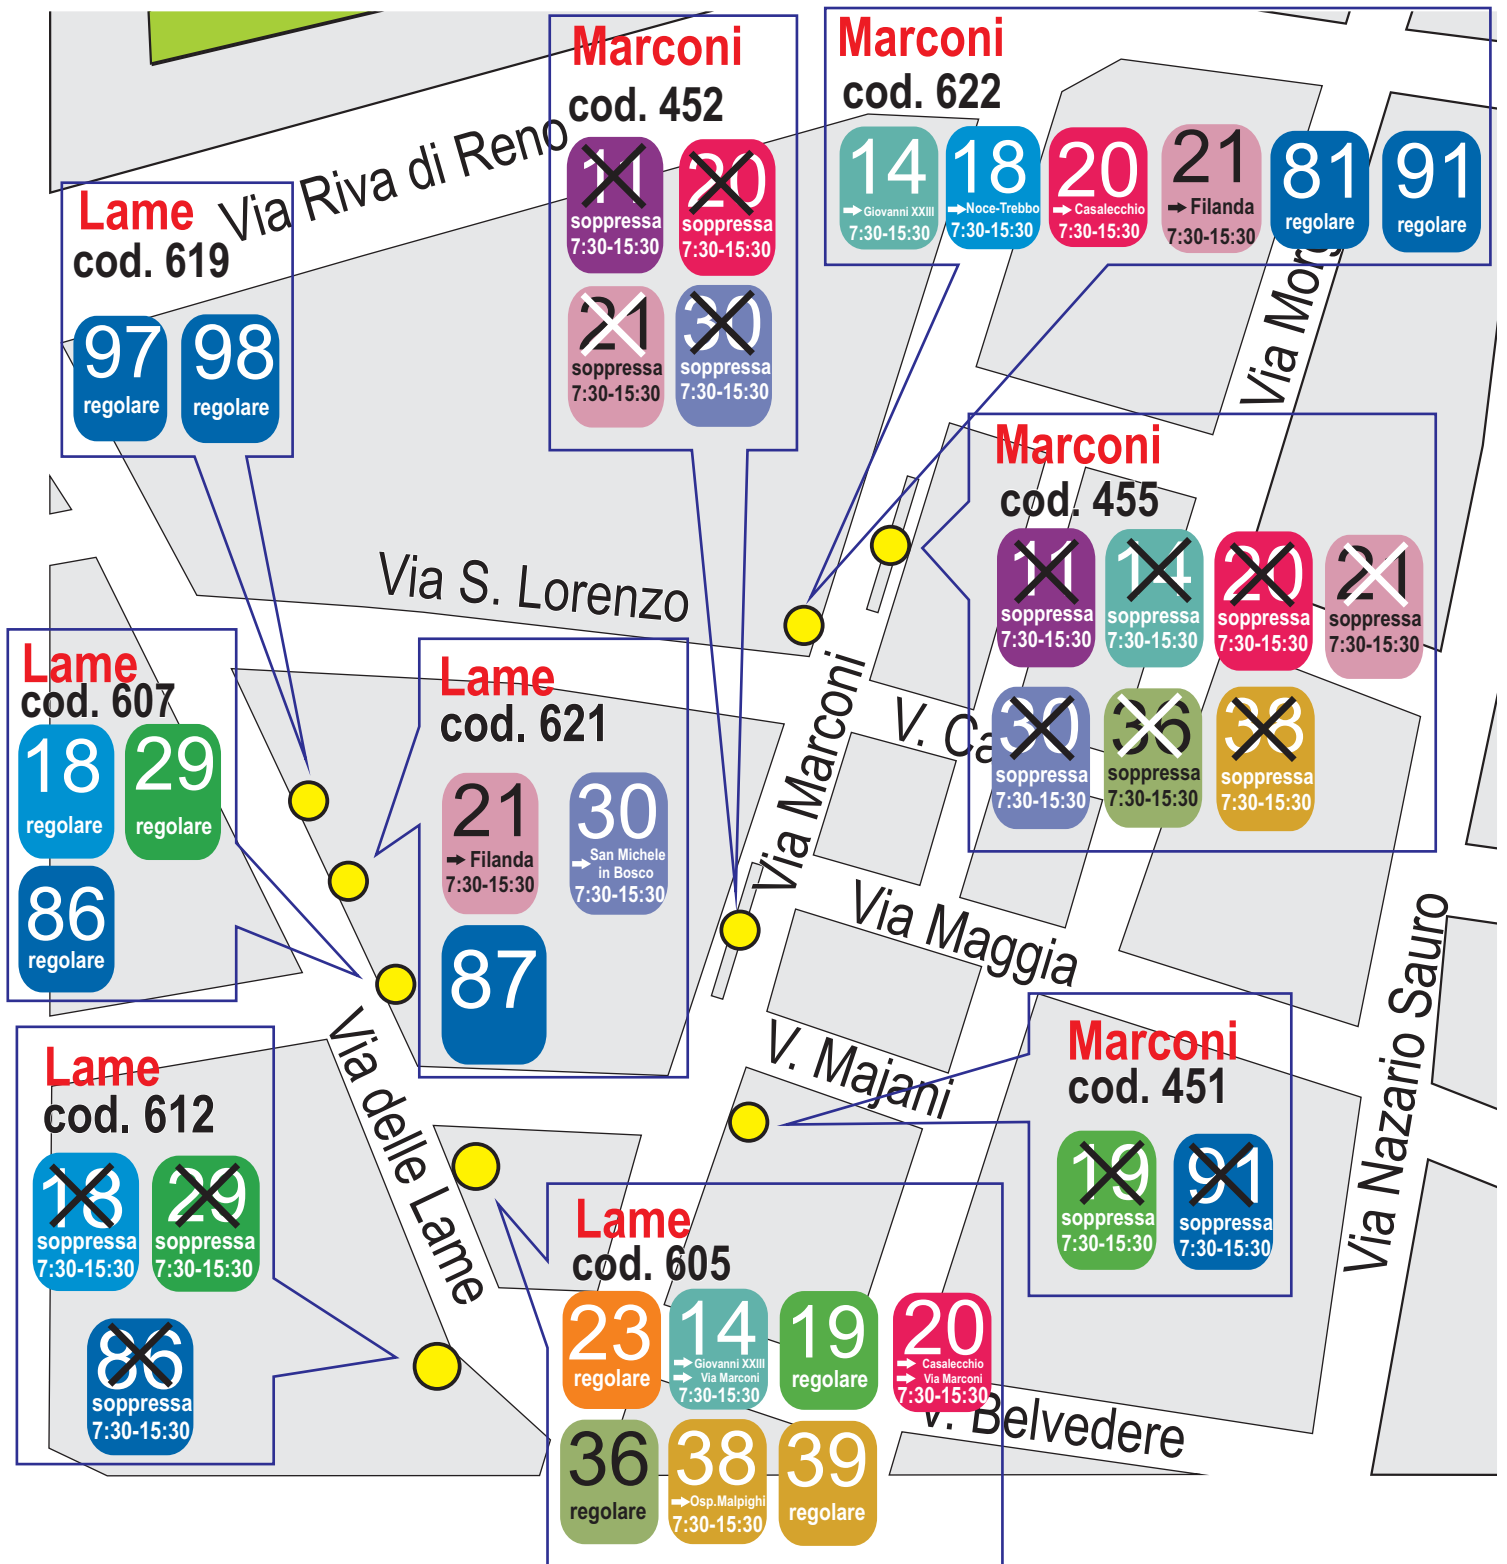 Marconi
cod. 452
11
soppressa
7:30-15:30
20
soppressa
7:30-15:30
21
soppressa
7:30-15:30
30
soppressa
7:30-15:30
Marconi
cod. 622
14
Giovanni XXIII
7:30-15:30
18
Noce-Trebbo
7:30-15:30
20
Casalecchio
7:30-15:30
21
Filanda
7:30-15:30
81
regolare
91
regolare
Via Riva di Reno
Lame
cod. 619
97
regolare
98
regolare
Via
Marconi
cod. 455
11
soppressa
7:30-15:30
14
soppressa
7:30-15:30
20
soppressa
7:30-15:30
21
soppressa
7:30-15:30
30
soppressa
7:30-15:30
36
soppressa
7:30-15:30
38
soppressa
7:30-15:30
Via S. Lorenzo
Lame
cod. 607
18
regolare
29
regolare
86
regolare
Lame
cod. 621
21
Filanda
7:30-15:30
30
San Michele
in Bosco
7:30-15:30
87
Via Marconi
V.
Via Maggia
V. Majani
Via Nazario Sauro
Via delle Lame
Marconi
cod. 451
19
soppressa
7:30-15:30
91
soppressa
7:30-15:30
Lame
cod. 612
18
soppressa
7:30-15:30
29
soppressa
7:30-15:30
86
soppressa
7:30-15:30
Lame
cod. 605
23
regolare
14
Giovanni XXIII
Via Marconi
7:30-15:30
19
regolare
20
Casalecchio
Via Marconi
7:30-15:30
36
regolare
38
Osp.Malpighi
7:30-15:30
39
regolare
V. Belvedere